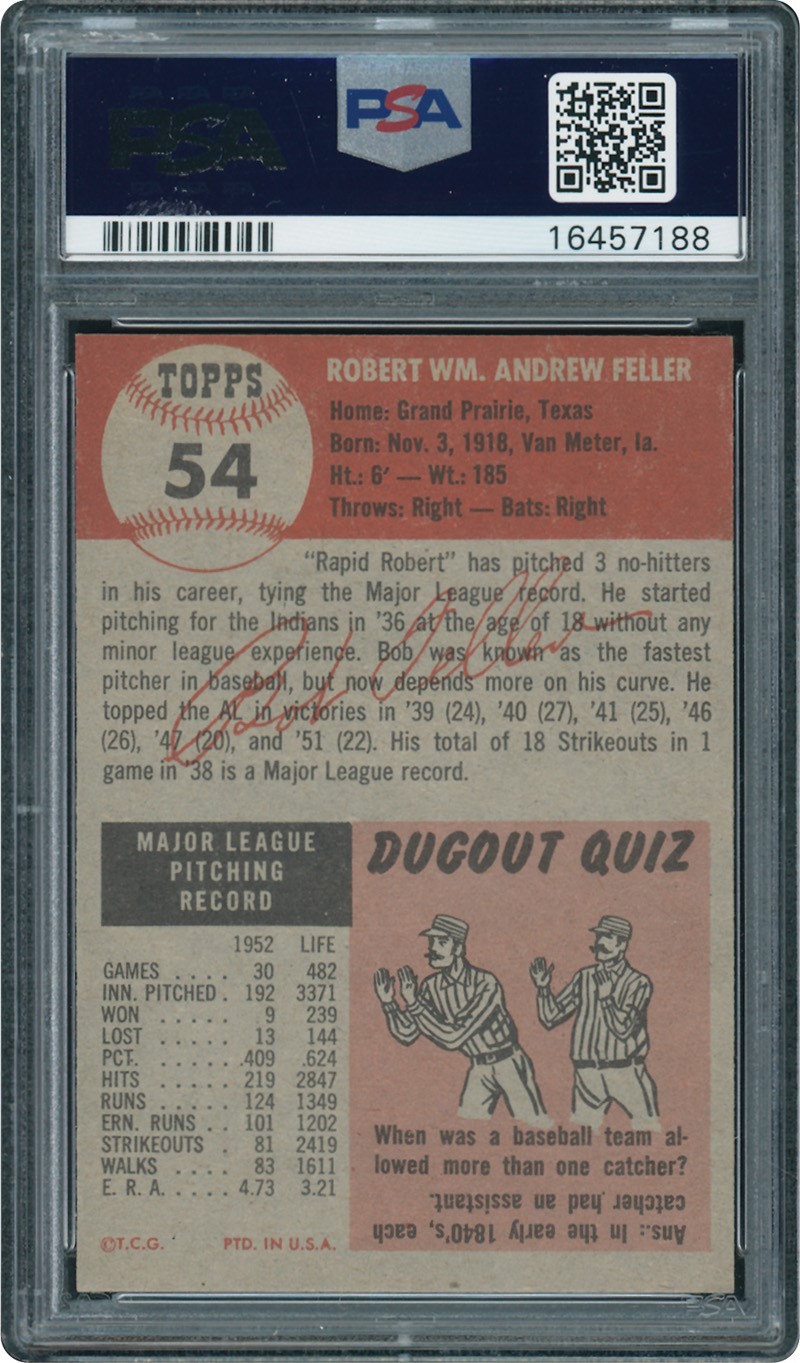 PSA
PSA
16457188
TOPPS
54
ROBERT WM. ANDREW FELLER
Home: Grand Prairie, Texas
Born: Nov. 3, 1918, Van Meter, Ia.
Ht.: 6′ — Wt.: 185
Throws: Right — Bats: Right
"Rapid Robert" has pitched 3 no-hitters
in his career, tying the Major League record. He started
pitching for the Indians in '36 at the age of 18 without any
minor league experience. Bob was known as the fastest
pitcher in baseball, but now depends more on his curve. He
topped the AL in victories in '39 (24), '40 (27), '41 (25), '46
(26), '47 (20), and '51 (22). His total of 18 Strikeouts in 1
game in '38 is a Major League record.
Bob Feller
MAJOR LEAGUE
PITCHING
RECORD
1952 LIFE
GAMES . . . . 30 482
INN. PITCHED . 192 3371
WON . . . . . 9 239
LOST . . . . . 13 144
PCT. . . . . . .409 .624
HITS . . . . . 219 2847
RUNS . . . . . 124 1349
ERN. RUNS . . 101 1202
STRIKEOUTS . 81 2419
WALKS . . . . 83 1611
E. R. A. . . . . . 4.73 3.21
©T.C.G. PTD. IN U.S.A.
DUGOUT QUIZ
When was a baseball team al-
lowed more than one catcher?
Ans.: In the early 1840's, each
catcher had an assistant.
PSA